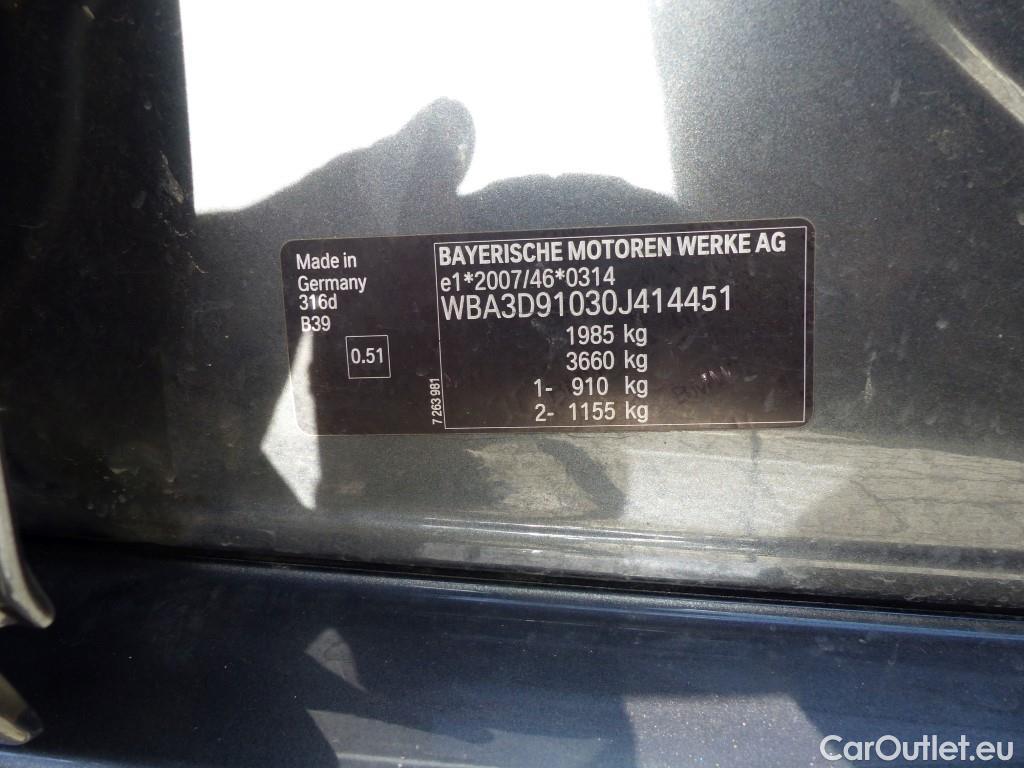 Made in
Germany
316d
B39
0.51
7 263 981
BAYERISCHE MOTOREN WERKE AG
e1*2007/46*0314
WBA3D91030J414451
1985 kg
3660 kg
1- 910 kg
2- 1155 kg
CarOutlet.eu